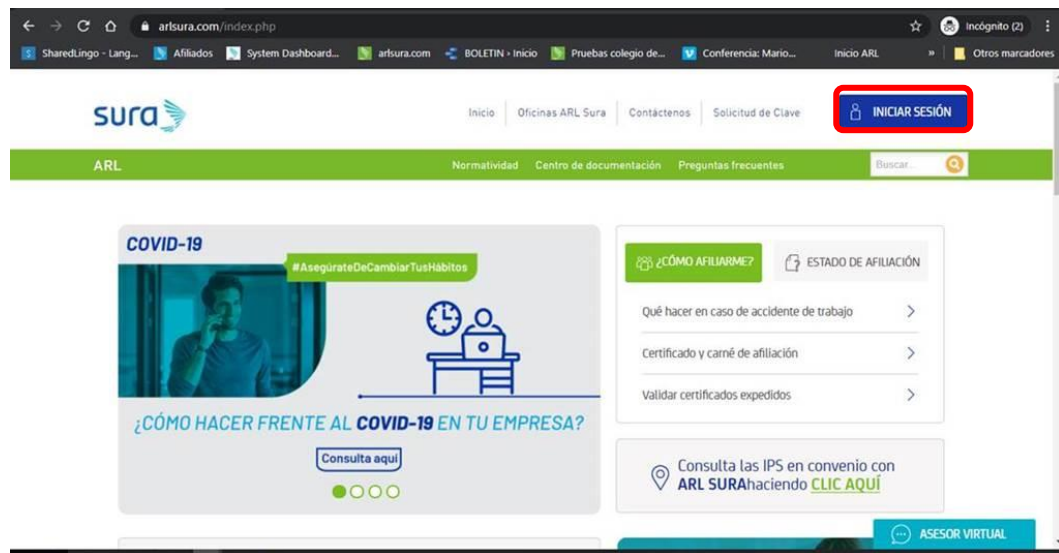 arlsura.com/index.php
Incógnito (2)
SharedLingo - Lang...
Afiliados
System Dashboard...
arlsura.com
BOLETIN - Inicio
Pruebas colegio de...
Conferencia: Mario...
Inicio ARL
»
Otros marcadores
sura
Inicio
Oficinas ARL Sura
Contáctenos
Solicitud de Clave
INICIAR SESIÓN
ARL
Normatividad
Centro de documentación
Preguntas frecuentes
Buscar...
COVID-19
#AsegúrateDeCambiarTusHábitos
¿CÓMO HACER FRENTE AL COVID-19 EN TU EMPRESA?
Consulta aquí
¿CÓMO AFILIARME?
ESTADO DE AFILIACIÓN
Qué hacer en caso de accidente de trabajo
Certificado y carné de afiliación
Validar certificados expedidos
Consulta las IPS en convenio con
ARL SURAhaciendo CLIC AQUÍ
ASESOR VIRTUAL